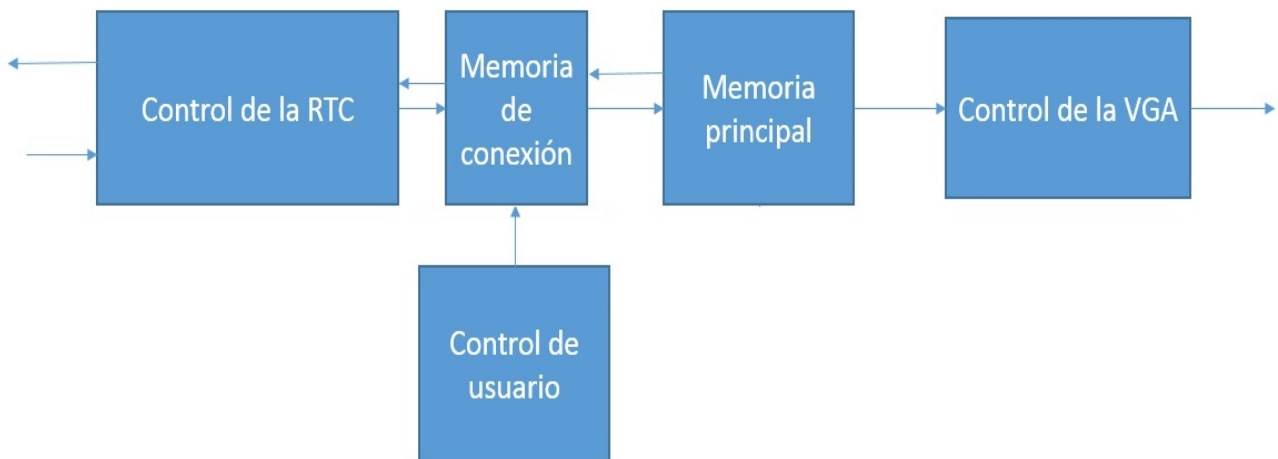 Control de la RTC
Memoria
de
conexión
Memoria
principal
Control de la VGA
Control de
usuario